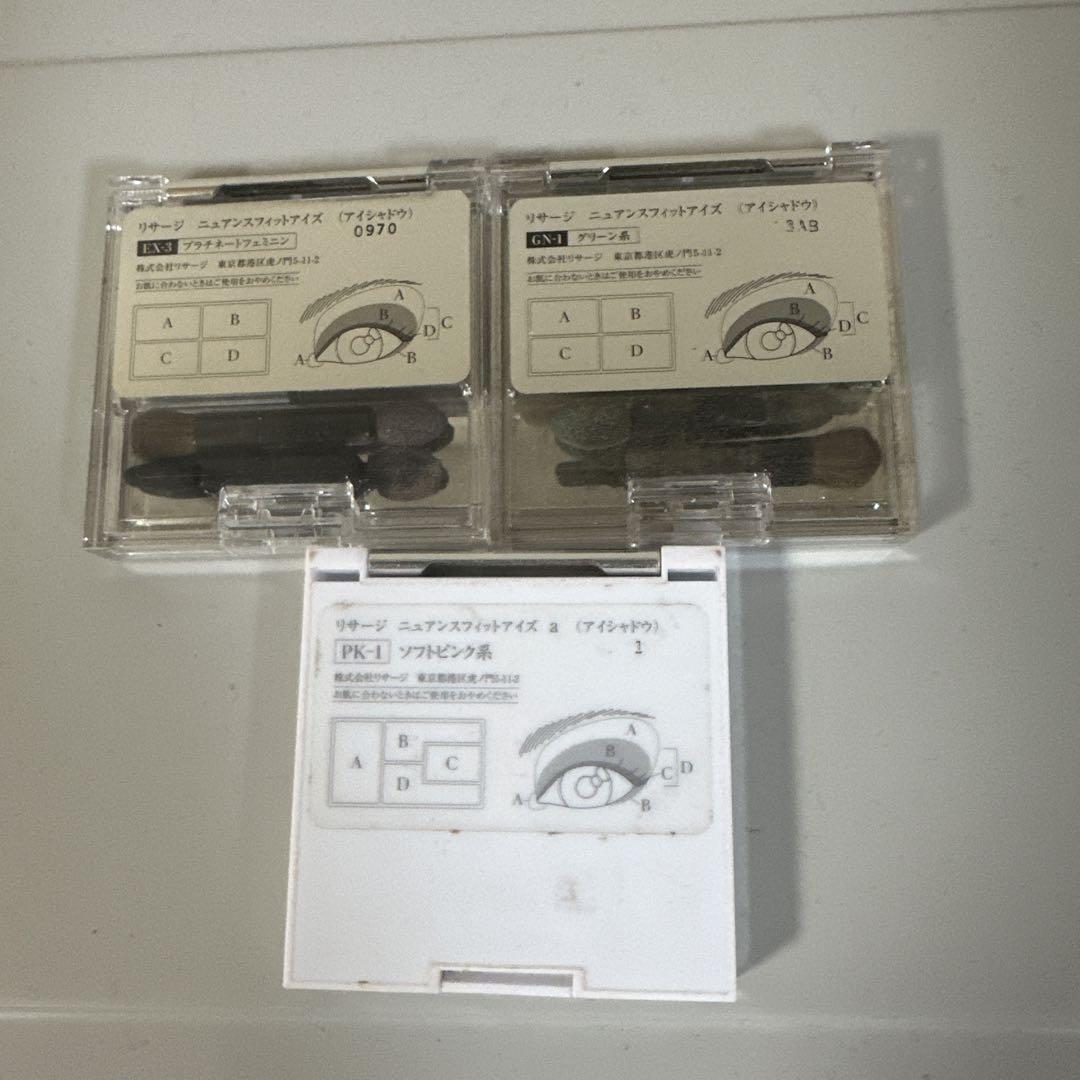 リサージ ニュアンスフィットアイズ (アイシャドウ)
0970
EX-3 プラチネートフェミニン
株式会社リサージ 東京都港区虎ノ門5-11-2
お肌に合わないときはご使用をおやめください
A B
C D
A
B
D C
A
B
リサージ ニュアンスフィットアイズ (アイシャドウ)
3AB
GN-1 グリーン系
株式会社リサージ 東京都港区虎ノ門5-11-2
お肌に合わないときはご使用をおやめください
A B
C D
A
B
D C
A
B
リサージ ニュアンスフィットアイズ a (アイシャドウ)
1
PK-1 ソフトピンク系
株式会社リサージ 東京都港区虎ノ門5-11-2
お肌に合わないときはご使用をおやめください
A B C D
A
B
C D
A
B